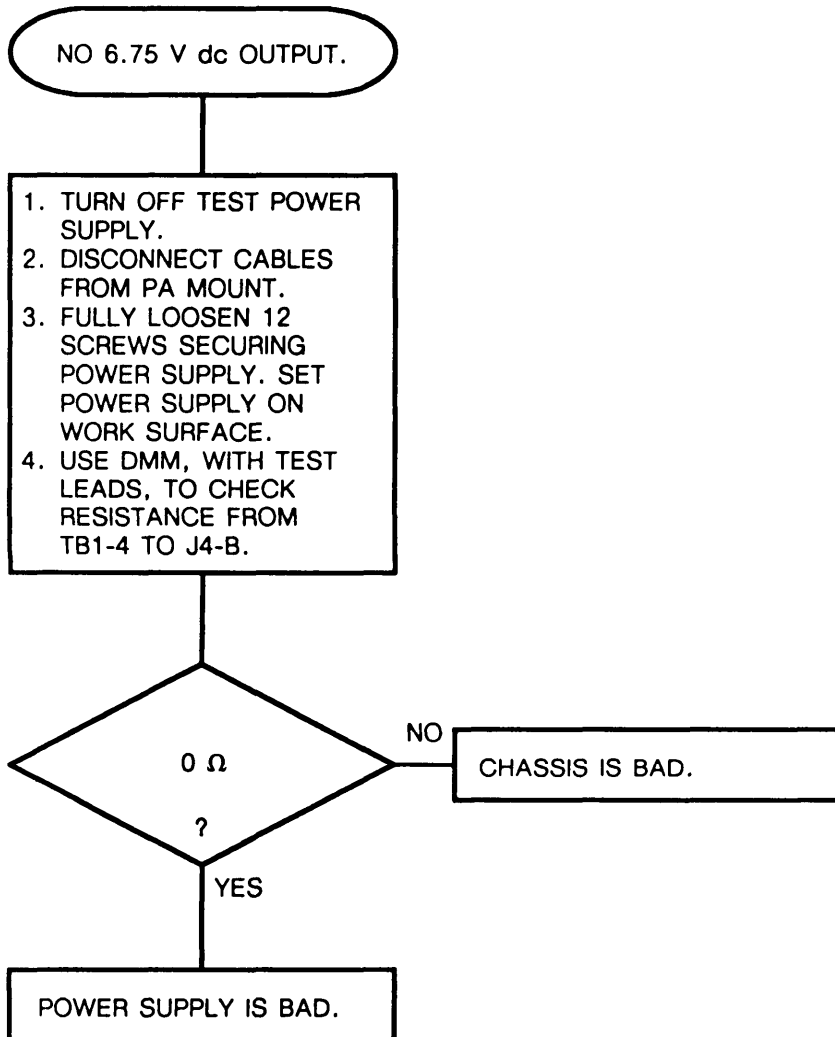 NO 6.75 V dc OUTPUT.
1. TURN OFF TEST POWER
SUPPLY.
2. DISCONNECT CABLES
FROM PA MOUNT.
3. FULLY LOOSEN 12
SCREWS SECURING
POWER SUPPLY. SET
POWER SUPPLY ON
WORK SURFACE.
4. USE DMM, WITH TEST
LEADS, TO CHECK
RESISTANCE FROM
TB1-4 TO J4-B.
0 Ω
?
NO
CHASSIS IS BAD.
YES
POWER SUPPLY IS BAD.